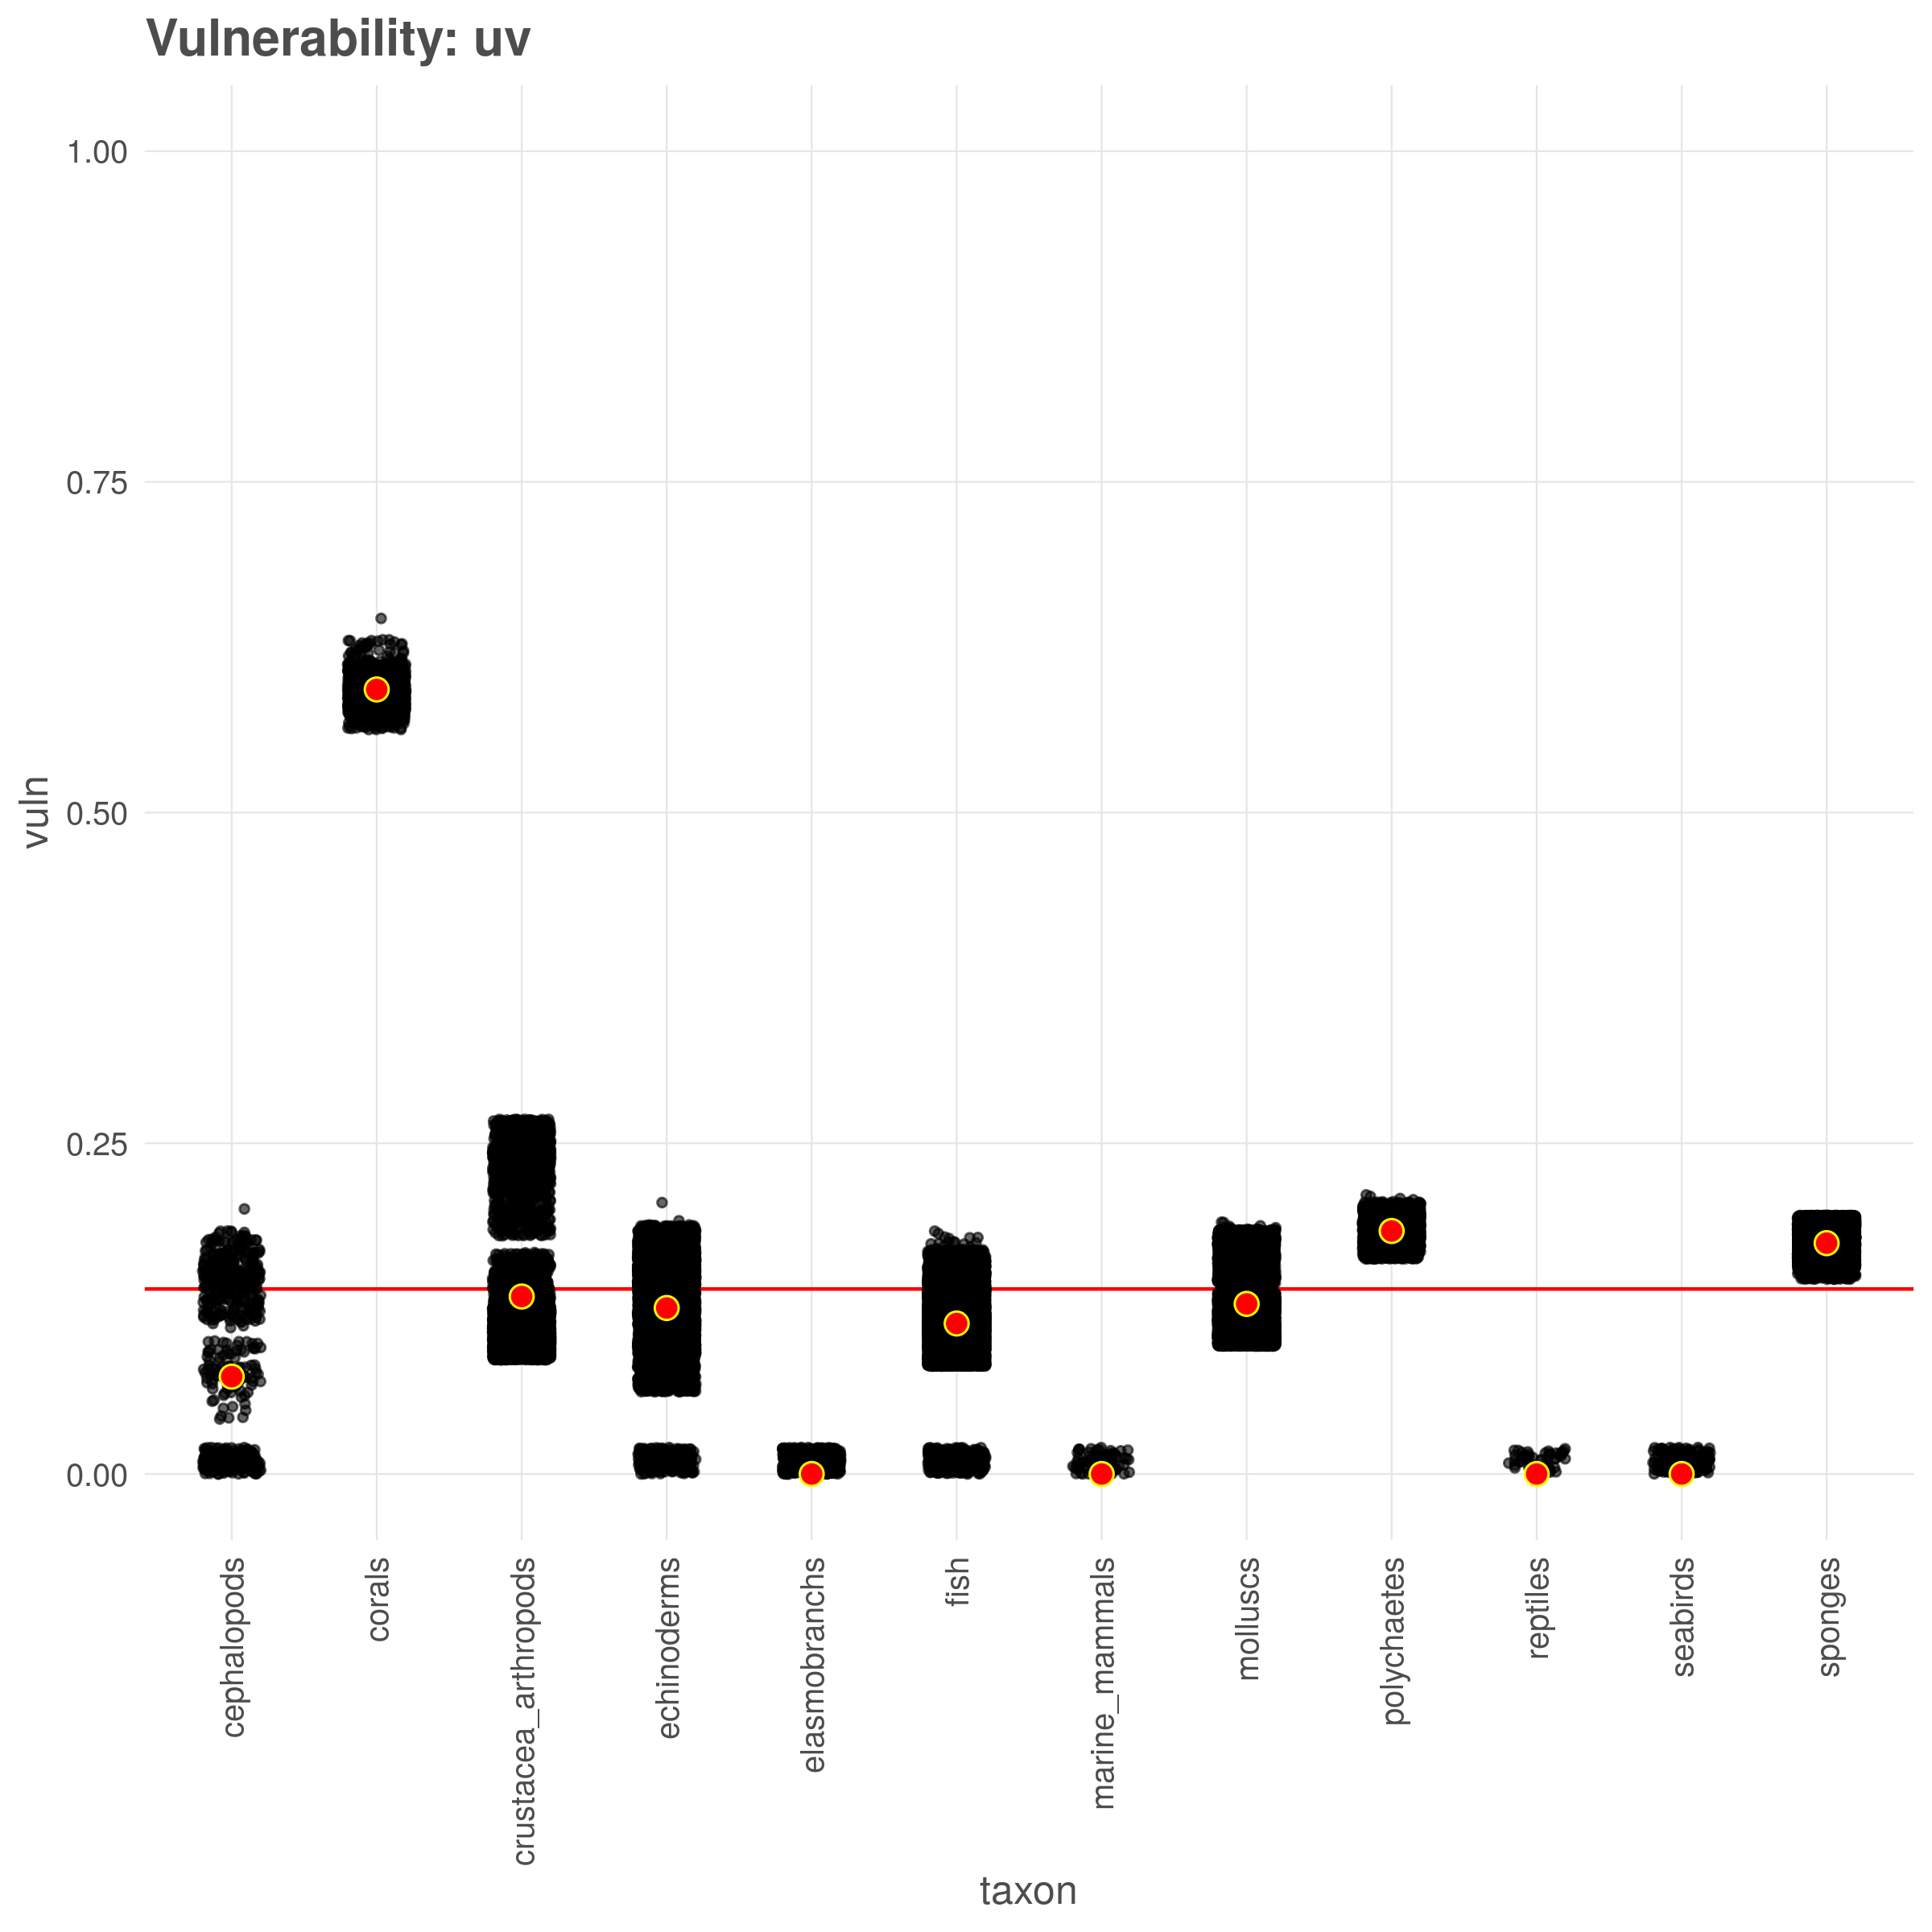 Vulnerability: uv
vuln
1.00
0.75
0.50
0.25
0.00
cephalopods
corals
crustacea_arthropods
echinoderms
elasmobranchs
fish
marine_mammals
molluscs
polychaetes
reptiles
seabirds
sponges
taxon